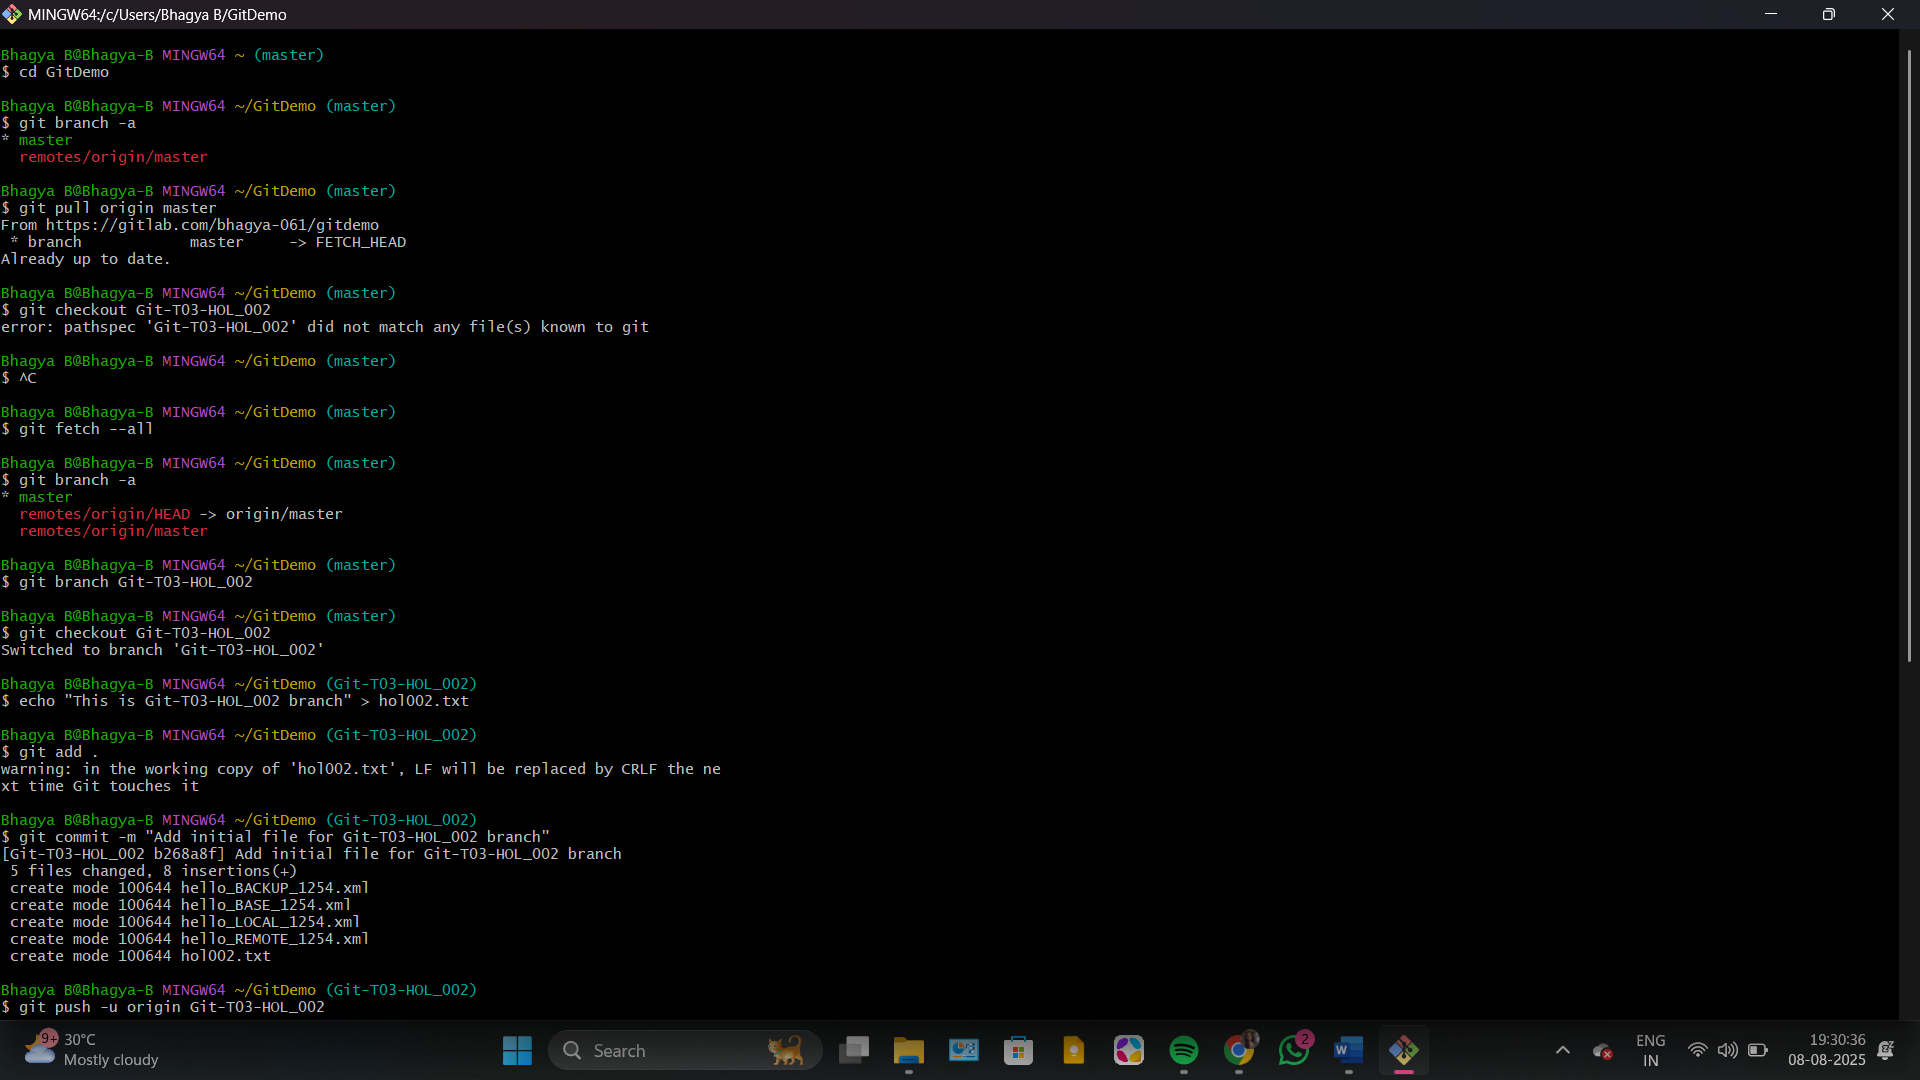 MINGW64:/c/Users/Bhagya B/GitDemo
Bhagya B@Bhagya-B MINGW64 ~ (master)
$ cd GitDemo
Bhagya B@Bhagya-B MINGW64 ~/GitDemo (master)
$ git branch -a
* master
  remotes/origin/master
Bhagya B@Bhagya-B MINGW64 ~/GitDemo (master)
$ git pull origin master
From https://gitlab.com/bhagya-061/gitdemo
 * branch            master     -> FETCH_HEAD
Already up to date.
Bhagya B@Bhagya-B MINGW64 ~/GitDemo (master)
$ git checkout Git-T03-HOL_002
error: pathspec 'Git-T03-HOL_002' did not match any file(s) known to git
Bhagya B@Bhagya-B MINGW64 ~/GitDemo (master)
$ ^C
Bhagya B@Bhagya-B MINGW64 ~/GitDemo (master)
$ git fetch --all
Bhagya B@Bhagya-B MINGW64 ~/GitDemo (master)
$ git branch -a
* master
  remotes/origin/HEAD -> origin/master
  remotes/origin/master
Bhagya B@Bhagya-B MINGW64 ~/GitDemo (master)
$ git branch Git-T03-HOL_002
Bhagya B@Bhagya-B MINGW64 ~/GitDemo (master)
$ git checkout Git-T03-HOL_002
Switched to branch 'Git-T03-HOL_002'
Bhagya B@Bhagya-B MINGW64 ~/GitDemo (Git-T03-HOL_002)
$ echo "This is Git-T03-HOL_002 branch" > hol002.txt
Bhagya B@Bhagya-B MINGW64 ~/GitDemo (Git-T03-HOL_002)
$ git add .
warning: in the working copy of 'hol002.txt', LF will be replaced by CRLF the ne
xt time Git touches it
Bhagya B@Bhagya-B MINGW64 ~/GitDemo (Git-T03-HOL_002)
$ git commit -m "Add initial file for Git-T03-HOL_002 branch"
[Git-T03-HOL_002 b268a8f] Add initial file for Git-T03-HOL_002 branch
 5 files changed, 8 insertions(+)
 create mode 100644 hello_BACKUP_1254.xml
 create mode 100644 hello_BASE_1254.xml
 create mode 100644 hello_LOCAL_1254.xml
 create mode 100644 hello_REMOTE_1254.xml
 create mode 100644 hol002.txt
Bhagya B@Bhagya-B MINGW64 ~/GitDemo (Git-T03-HOL_002)
$ git push -u origin Git-T03-HOL_002
9+
30°C
Mostly cloudy
Search
2
W
ENG
IN
19:30:36
08-08-2025